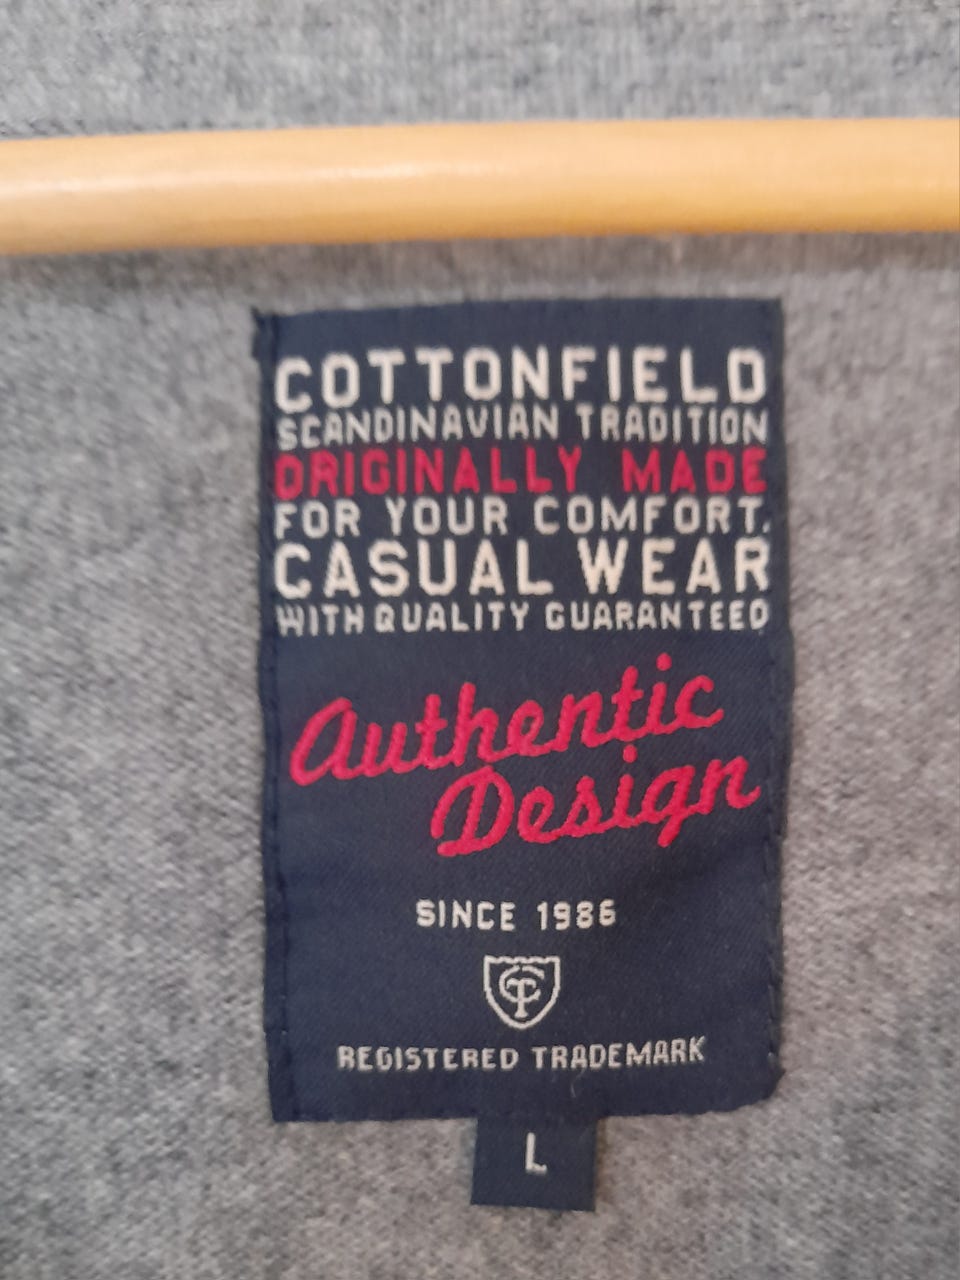 COTTONFIELD
SCANDINAVIAN TRADITION
ORIGINALLY MADE
FOR YOUR COMFORT.
CASUAL WEAR
WITH QUALITY GUARANTEED
Authentic
Design
SINCE 1986
CT
REGISTERED TRADEMARK
L